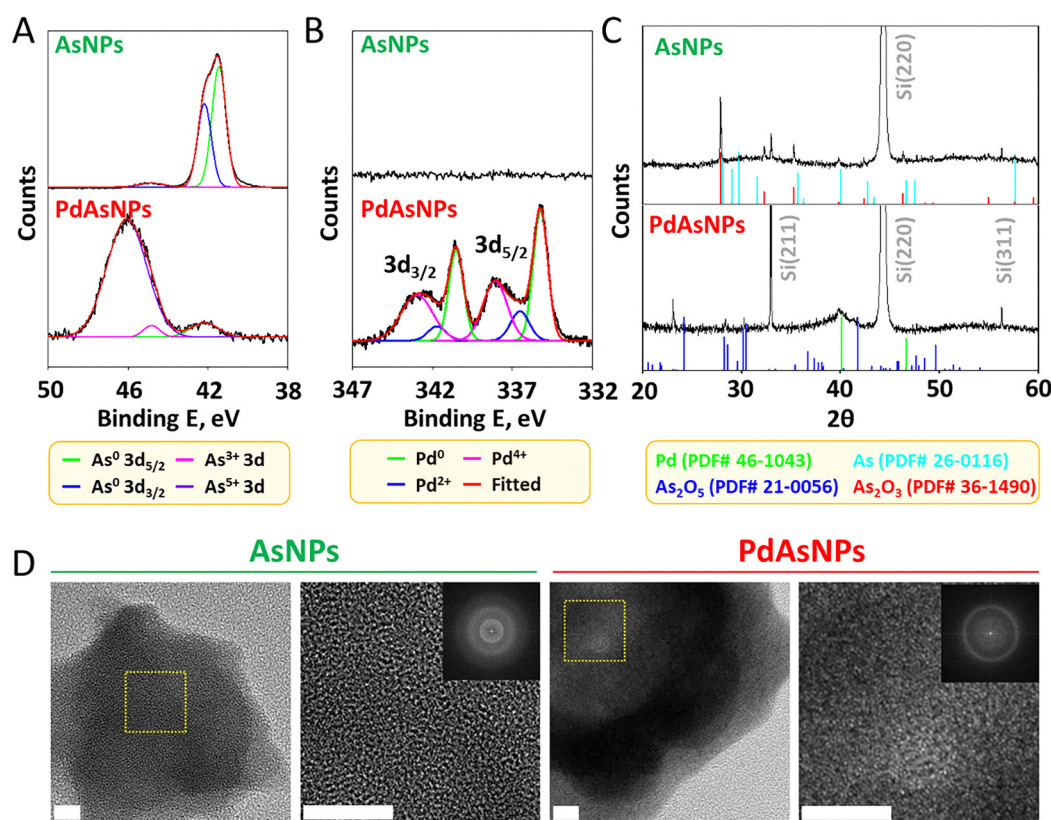 A
AsNPs
Counts
PdAsNPs
50 46 42 38
Binding E, eV
As⁰ 3d₅/₂ As³⁺ 3d
As⁰ 3d₃/₂ As⁵⁺ 3d
B
AsNPs
Counts
PdAsNPs
3d₃/₂
3d₅/₂
347 341 335 332
Binding E, eV
Pd⁰ Pd⁴⁺
Pd²⁺ Fitted
C
AsNPs
Si(220)
Counts
PdAsNPs
Si(211)
Si(220)
Si(311)
20 30 40 50 60
2θ
Pd (PDF# 46-1043) As (PDF# 26-0116)
As₂O₅ (PDF# 21-0056) As₂O₃ (PDF# 36-1490)
D
AsNPs
PdAsNPs